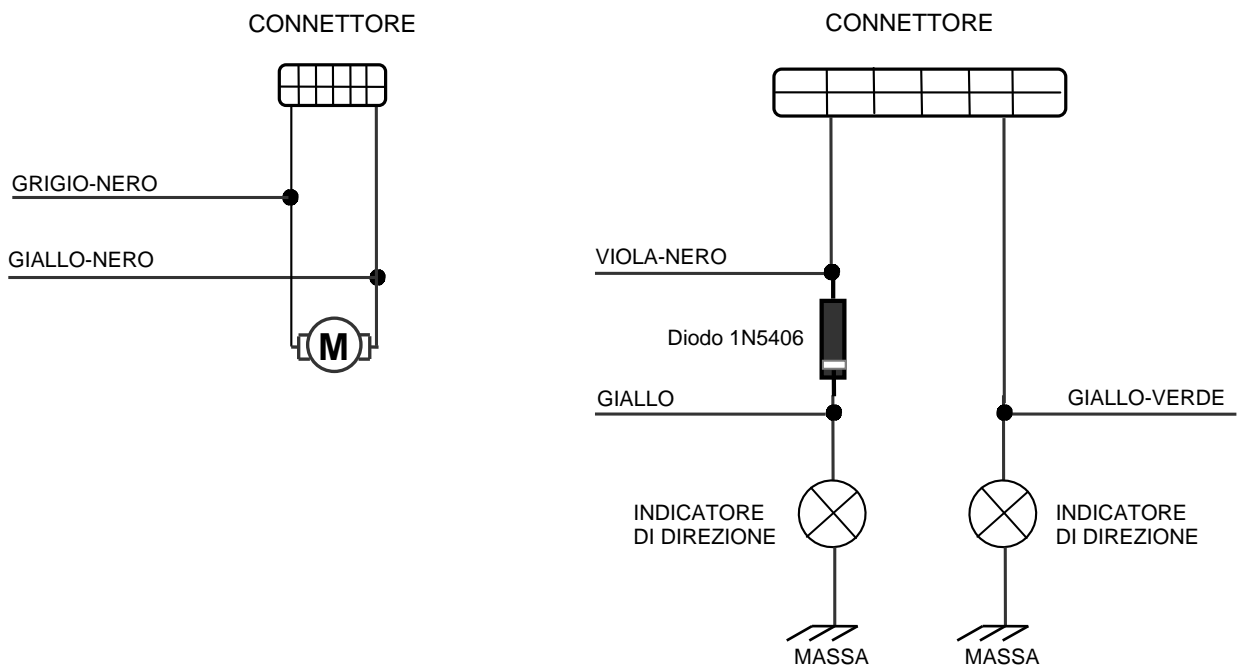 CONNETTORE
GRIGIO-NERO
GIALLO-NERO
M
CONNETTORE
VIOLA-NERO
Diodo 1N5406
GIALLO
GIALLO-VERDE
INDICATORE
DI DIREZIONE
INDICATORE
DI DIREZIONE
MASSA
MASSA